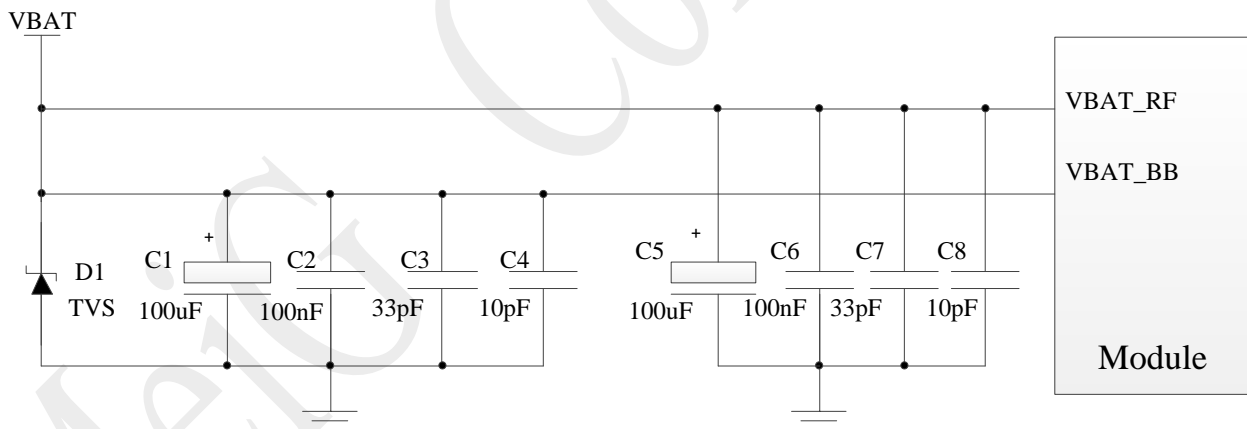 VBAT
VBAT_RF
VBAT_BB
+
C1
C2
C3
C4
+
C5
C6
C7
C8
D1
TVS
100uF
100nF
33pF
10pF
100uF
100nF
33pF
10pF
Module